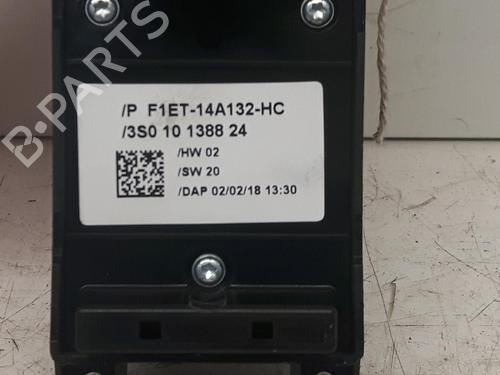 B-PARTS
/P F1ET-14A132-HC
/3S0 10 1388 24
/HW 02
/SW 20
/DAP 02/02/18 13:30